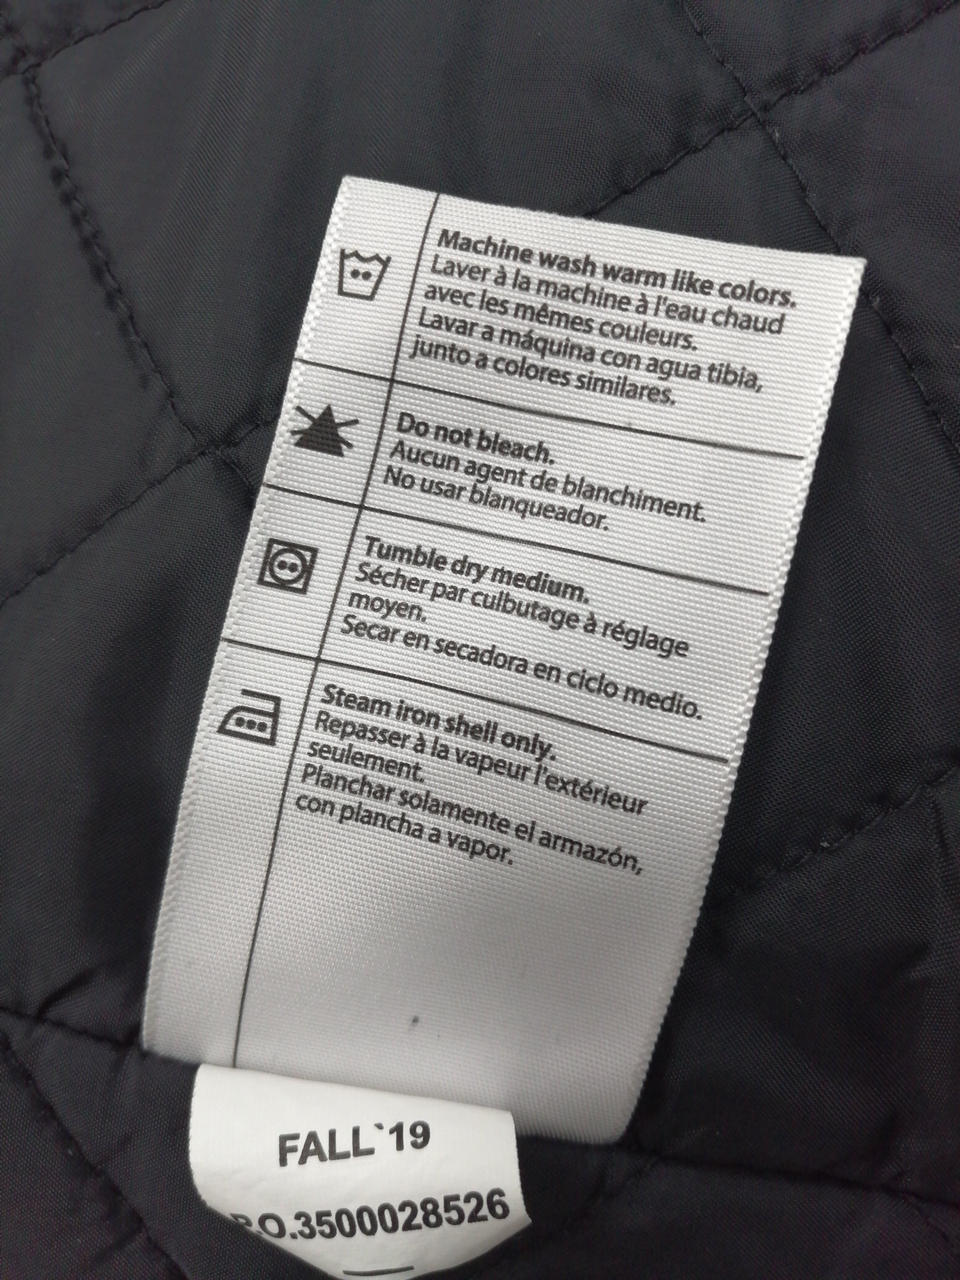 Machine wash warm like colors.
Laver à la machine à l'eau chaud
avec les mêmes couleurs.
Lavar a máquina con agua tibia,
junto a colores similares.
Do not bleach.
Aucun agent de blanchiment.
No usar blanqueador.
Tumble dry medium.
Sécher par culbutage à réglage
moyen.
Secar en secadora en ciclo medio.
Steam iron shell only.
Repasser à la vapeur l'extérieur
seulement.
Planchar solamente el armazón,
con plancha a vapor.
FALL`19
P.O.3500028526